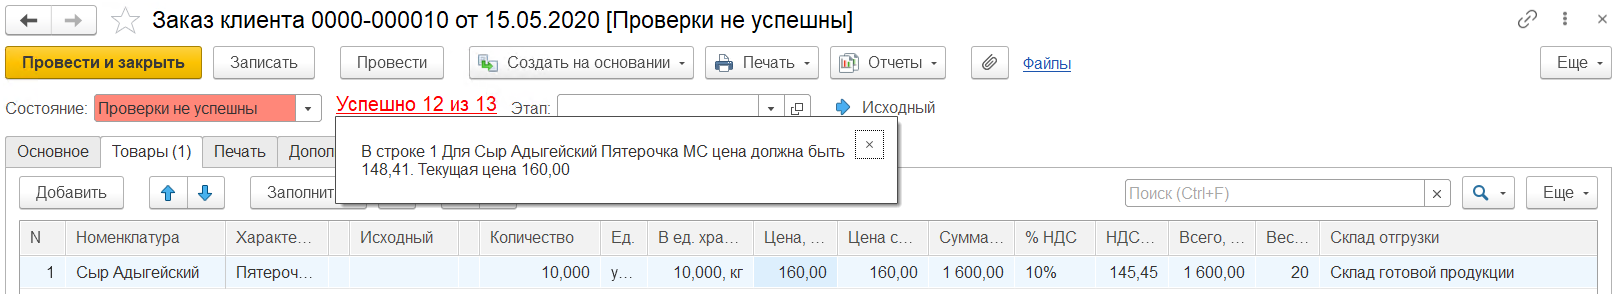 Заказ клиента 0000-000010 от 15.05.2020 [Проверки не успешны]
Провести и закрыть Записать Провести Создать на основании Печать Отчеты Файлы Еще
Состояние: Проверки не успешны Успешно 12 из 13 Этап: Исходный
Основное Товары (1) Печать Допол
В строке 1 Для Сыр Адыгейский Пятерочка МС цена должна быть
148,41. Текущая цена 160,00
Добавить Заполнит Поиск (Ctrl+F) Еще
N Номенклатура Характе... Исходный Количество Ед. В ед. хра... Цена, ... Цена с... Сумма... % НДС НДС... Всего, ... Вес... Склад отгрузки
1 Сыр Адыгейский Пятероч... 10,000 у... 10,000, кг 160,00 160,00 1 600,00 10% 145,45 1 600,00 20 Склад готовой продукции